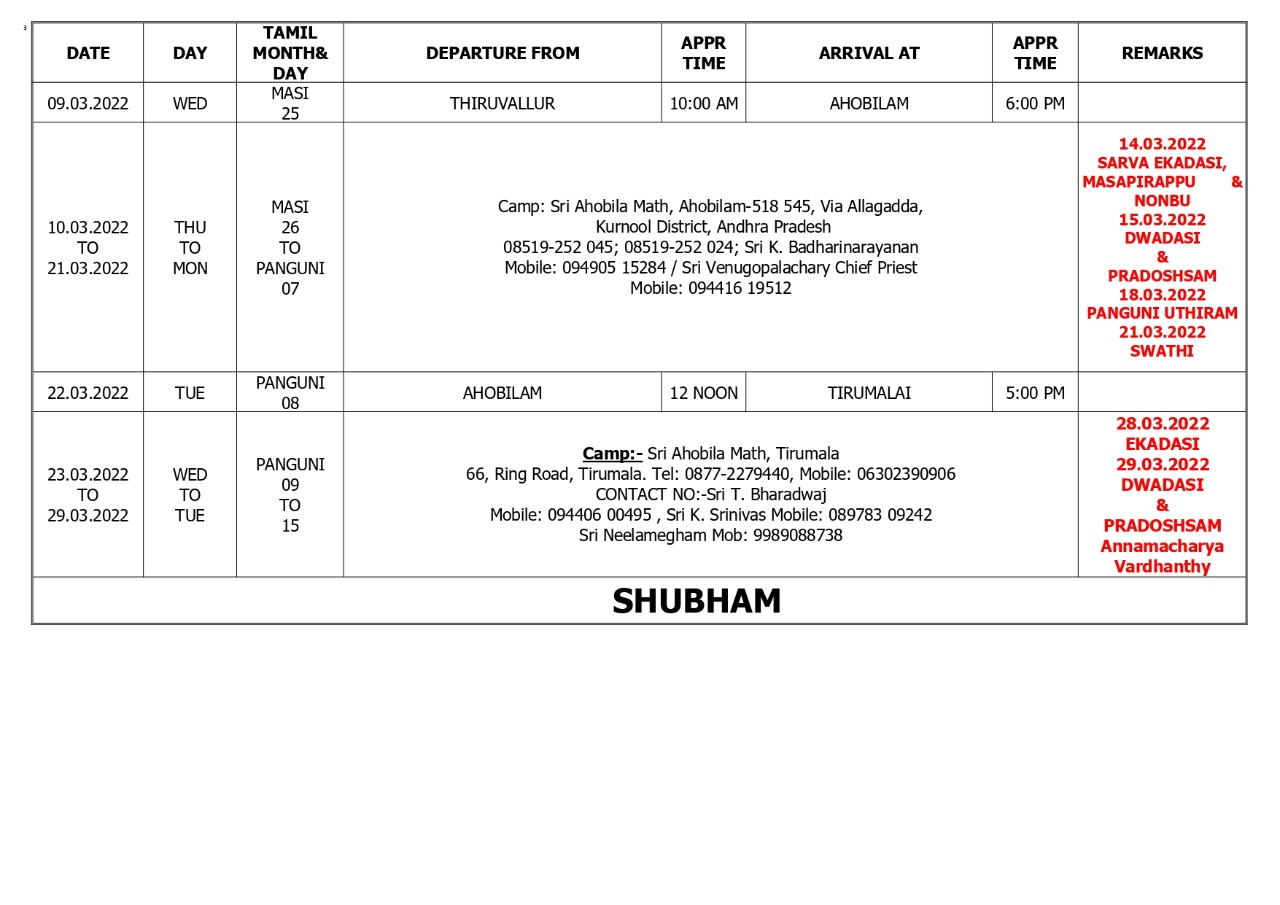 3
DATE
DAY
TAMIL
MONTH&
DAY
DEPARTURE FROM
APPR
TIME
ARRIVAL AT
APPR
TIME
REMARKS
09.03.2022
WED
MASI
25
THIRUVALLUR
10:00 AM
AHOBILAM
6:00 PM
10.03.2022
TO
21.03.2022
THU
TO
MON
MASI
26
TO
PANGUNI
07
Camp: Sri Ahobila Math, Ahobilam-518 545, Via Allagadda,
Kurnool District, Andhra Pradesh
08519-252 045; 08519-252 024; Sri K. Badharinarayanan
Mobile: 094905 15284 / Sri Venugopalachary Chief Priest
Mobile: 094416 19512
14.03.2022
SARVA EKADASI,
MASAPIRAPPU &
NONBU
15.03.2022
DWADASI
&
PRADOSHSAM
18.03.2022
PANGUNI UTHIRAM
21.03.2022
SWATHI
22.03.2022
TUE
PANGUNI
08
AHOBILAM
12 NOON
TIRUMALAI
5:00 PM
23.03.2022
TO
29.03.2022
WED
TO
TUE
PANGUNI
09
TO
15
Camp:- Sri Ahobila Math, Tirumala
66, Ring Road, Tirumala. Tel: 0877-2279440, Mobile: 06302390906
CONTACT NO:-Sri T. Bharadwaj
Mobile: 094406 00495 , Sri K. Srinivas Mobile: 089783 09242
Sri Neelamegham Mob: 9989088738
28.03.2022
EKADASI
29.03.2022
DWADASI
&
PRADOSHSAM
Annamacharya
Vardhanthy
SHUBHAM